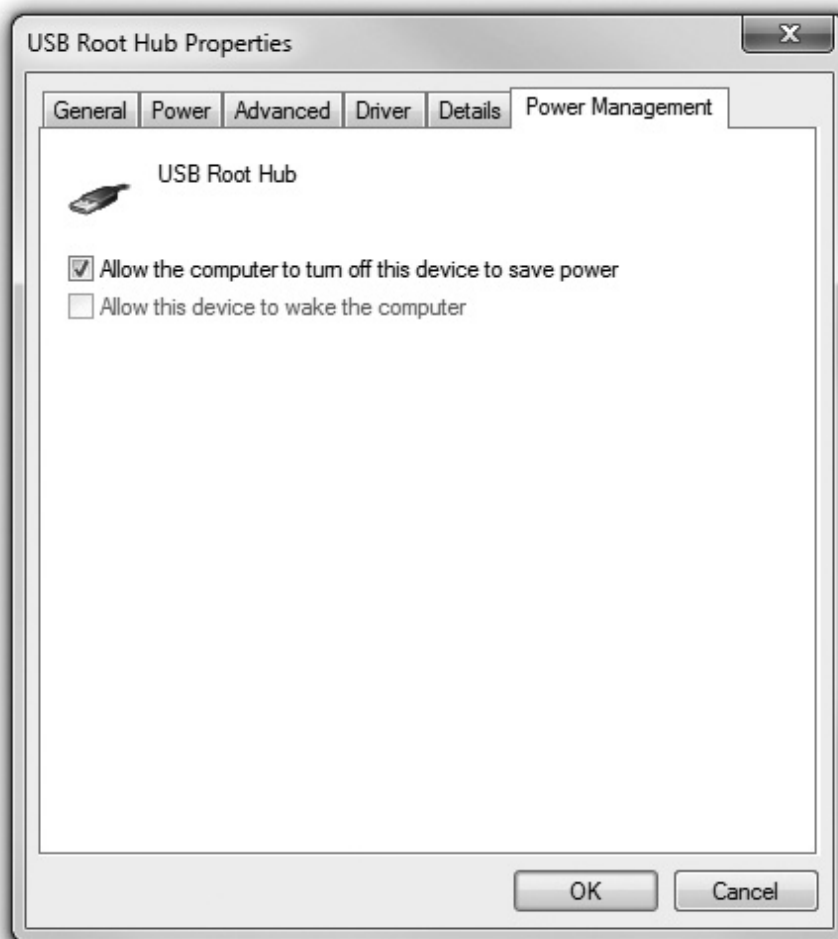 USB Root Hub Properties
General Power Advanced Driver Details Power Management
USB Root Hub
Allow the computer to turn off this device to save power
Allow this device to wake the computer
OK Cancel